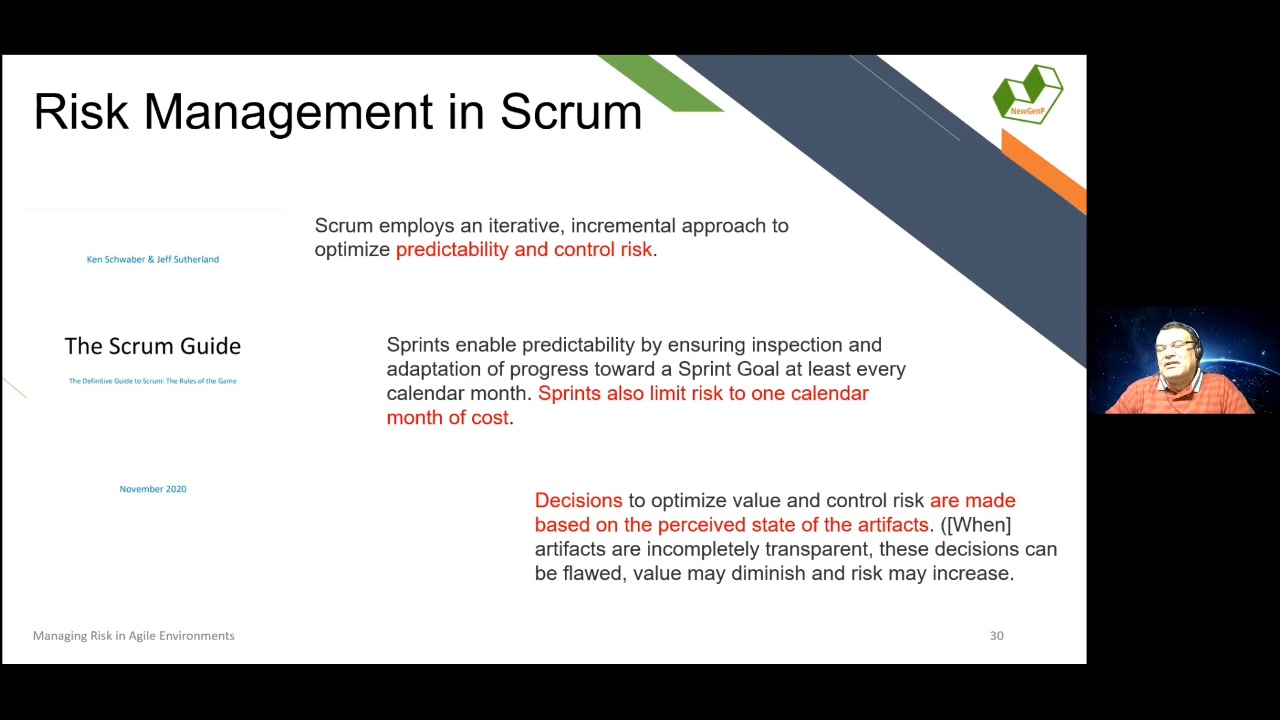 Risk Management in Scrum
NewGenP
Scrum employs an iterative, incremental approach to
optimize predictability and control risk.
Ken Schwaber & Jeff Sutherland
The Scrum Guide
The Definitive Guide to Scrum: The Rules of the Game
November 2020
Sprints enable predictability by ensuring inspection and
adaptation of progress toward a Sprint Goal at least every
calendar month. Sprints also limit risk to one calendar
month of cost.
Decisions to optimize value and control risk are made
based on the perceived state of the artifacts. ([When]
artifacts are incompletely transparent, these decisions can
be flawed, value may diminish and risk may increase.
Managing Risk in Agile Environments
30